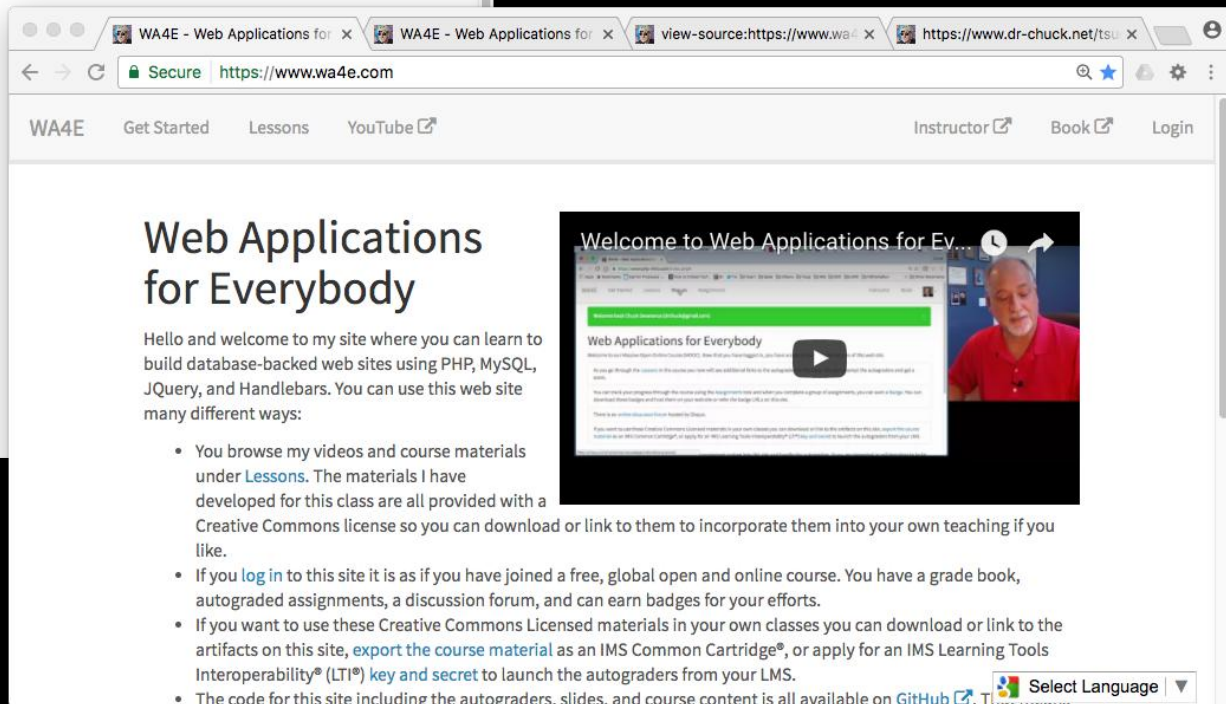 WA4E - Web Applications for
WA4E - Web Applications for
view-source:https://www.wa4
https://www.dr-chuck.net/tsu
Secure https://www.wa4e.com
WA4E Get Started Lessons YouTube Instructor Book Login
Web Applications
for Everybody
Hello and welcome to my site where you can learn to
build database-backed web sites using PHP, MySQL,
JQuery, and Handlebars. You can use this web site
many different ways:
Welcome to Web Applications for Ev...
Web Applications for Everybody
• You browse my videos and course materials
under Lessons. The materials I have
developed for this class are all provided with a
Creative Commons license so you can download or link to them to incorporate them into your own teaching if you
like.
• If you log in to this site it is as if you have joined a free, global open and online course. You have a grade book,
autograded assignments, a discussion forum, and can earn badges for your efforts.
• If you want to use these Creative Commons Licensed materials in your own classes you can download or link to the
artifacts on this site, export the course material as an IMS Common Cartridge®, or apply for an IMS Learning Tools
Interoperability® (LTI®) key and secret to launch the autograders from your LMS.
• The code for this site including the autograders, slides, and course content is all available on GitHub
Select Language